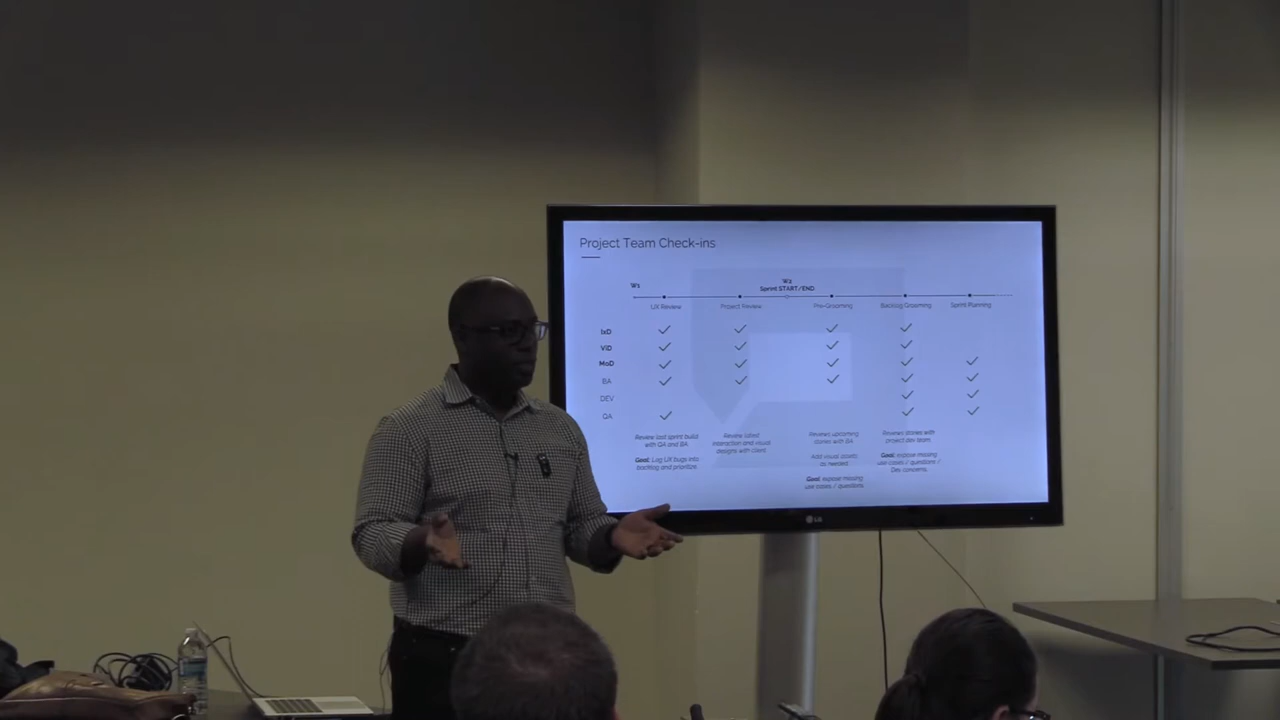 Project Team Check-ins
W2
Sprint START/END
UX Review
Project Review
Pre-Grooming
Backlog Grooming
Sprint Planning
IxD
ViD
MoD
BA
DEV
QA
Review last sprint build
with QA and BA
Goal: Log UX bugs into
backlog and prioritize.
Review latest
interaction and visual
designs with client
Reviews upcoming
stories with BA
Add visual assets
as needed
Goal: expose missing
use cases / questions
Reviews stories with
project dev team.
Goal: expose missing
use-cases / questions /
Dev concerns.
LG